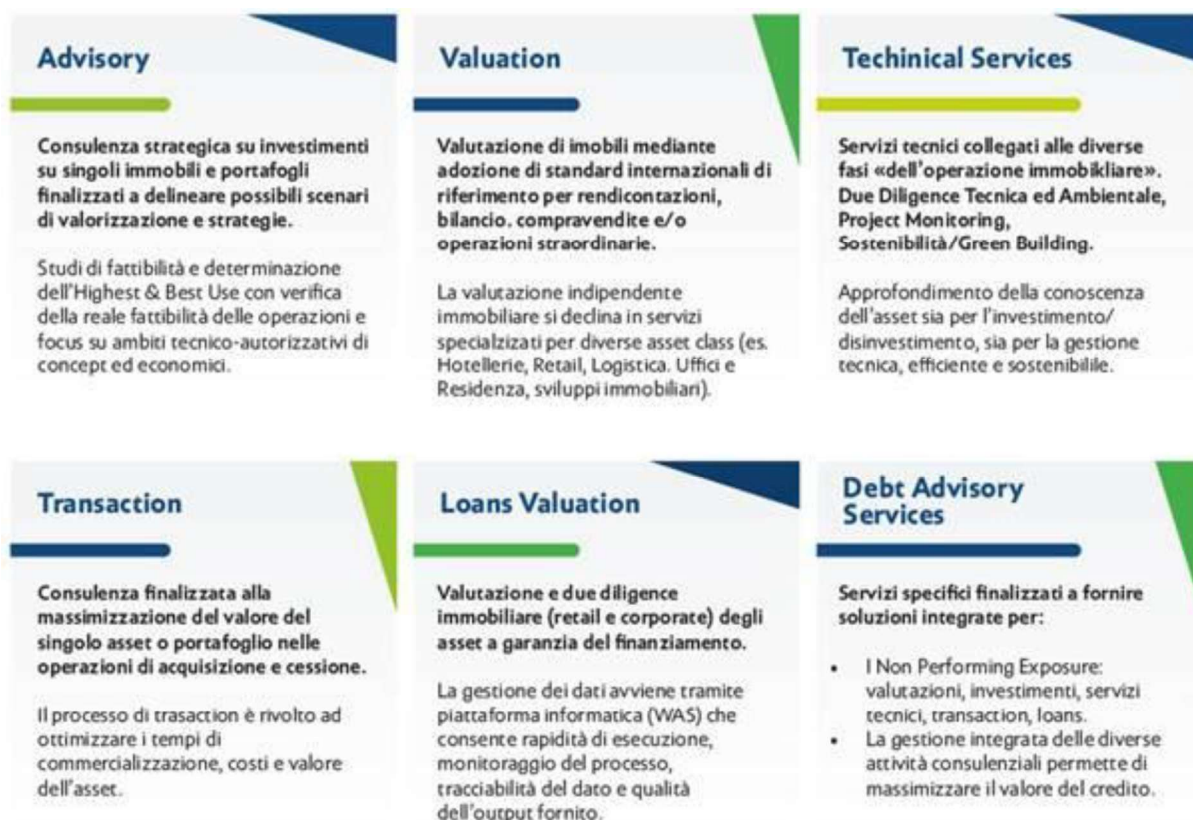 Advisory
Consulenza strategica su investimenti
su singoli immobili e portafogli
finalizzati a delineare possibili scenari
di valorizzazione e strategie.
Studi di fattibilità e determinazione
dell'Highest & Best Use con verifica
della reale fattibilità delle operazioni e
focus su ambiti tecnico-autorizzativi di
concept ed economici.
Valuation
Valutazione di imobili mediante
adozione di standard internazionali di
riferimento per rendicontazioni,
bilancio. compravendite e/o
operazioni straordinarie.
La valutazione indipendente
immobiliare si declina in servizi
specialzizati per diverse asset class (es.
Hotellerie, Retail, Logistica. Uffici e
Residenza, sviluppi immobiliari).
Techinical Services
Servizi tecnici collegati alle diverse
fasi «dell'operazione immobikliare».
Due Diligence Tecnica ed Ambientale,
Project Monitoring,
Sostenibilità/Green Building.
Approfondimento della conoscenza
dell'asset sia per l'investimento/
disinvestimento, sia per la gestione
tecnica, efficiente e sostenibilile.
Transaction
Consulenza finalizzata alla
massimizzazione del valore del
singolo asset o portafoglio nelle
operazioni di acquisizione e cessione.
Il processo di trasaction è rivolto ad
ottimizzare i tempi di
commercializzazione, costi e valore
dell'asset.
Loans Valuation
Valutazione e due diligence
immobiliare (retail e corporate) degli
asset a garanzia del finanziamento.
La gestione dei dati avviene tramite
piattaforma informatica (WAS) che
consente rapidità di esecuzione,
monitoraggio del processo,
tracciabilità del dato e qualità
dell'output fornito.
Debt Advisory
Services
Servizi specifici finalizzati a fornire
soluzioni integrate per:
• I Non Performing Exposure:
valutazioni, investimenti, servizi
tecnici, transaction, loans.
• La gestione integrata delle diverse
attività consulenziali permette di
massimizzare il valore del credito.